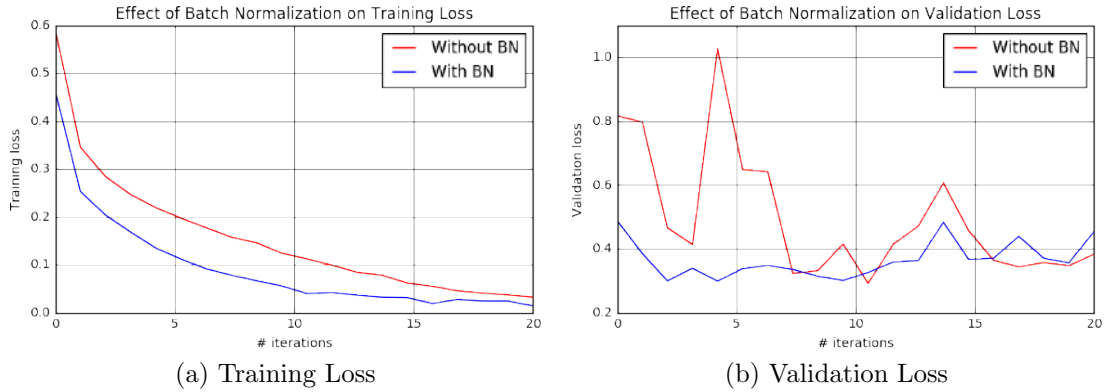 Effect of Batch Normalization on Training Loss
Without BN
With BN
Training loss
0.6
0.5
0.4
0.3
0.2
0.1
0.0
0
5
10
15
20
# iterations
(a) Training Loss
Effect of Batch Normalization on Validation Loss
Without BN
With BN
Validation loss
1.0
0.8
0.6
0.4
0.2
0
5
10
15
20
# iterations
(b) Validation Loss